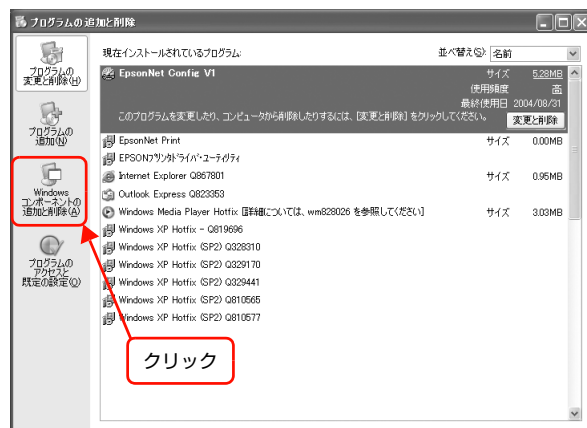 プログラムの追加と削除
現在インストールされているプログラム:
並べ替え(S): 名前
プログラムの
変更と削除(H)
プログラムの
追加(N)
Windows
コンポーネントの
追加と削除(A)
プログラムの
アクセスと
既定の設定(O)
EpsonNet Config V1
サイズ 5.28MB
使用頻度 高
最終使用日 2004/08/31
このプログラムを変更したり、コンピュータから削除したりするには、[変更と削除] をクリックしてください。
変更と削除
EpsonNet Print サイズ 0.00MB
EPSONプリンタドライバ・ユーティリティ
Internet Explorer Q867801 サイズ 0.95MB
Outlook Express Q823353
Windows Media Player Hotfix [詳細については、wm828026 を参照してください] サイズ 3.03MB
Windows XP Hotfix - Q819696
Windows XP Hotfix (SP2) Q328310
Windows XP Hotfix (SP2) Q329170
Windows XP Hotfix (SP2) Q329441
Windows XP Hotfix (SP2) Q810565
Windows XP Hotfix (SP2) Q810577
クリック